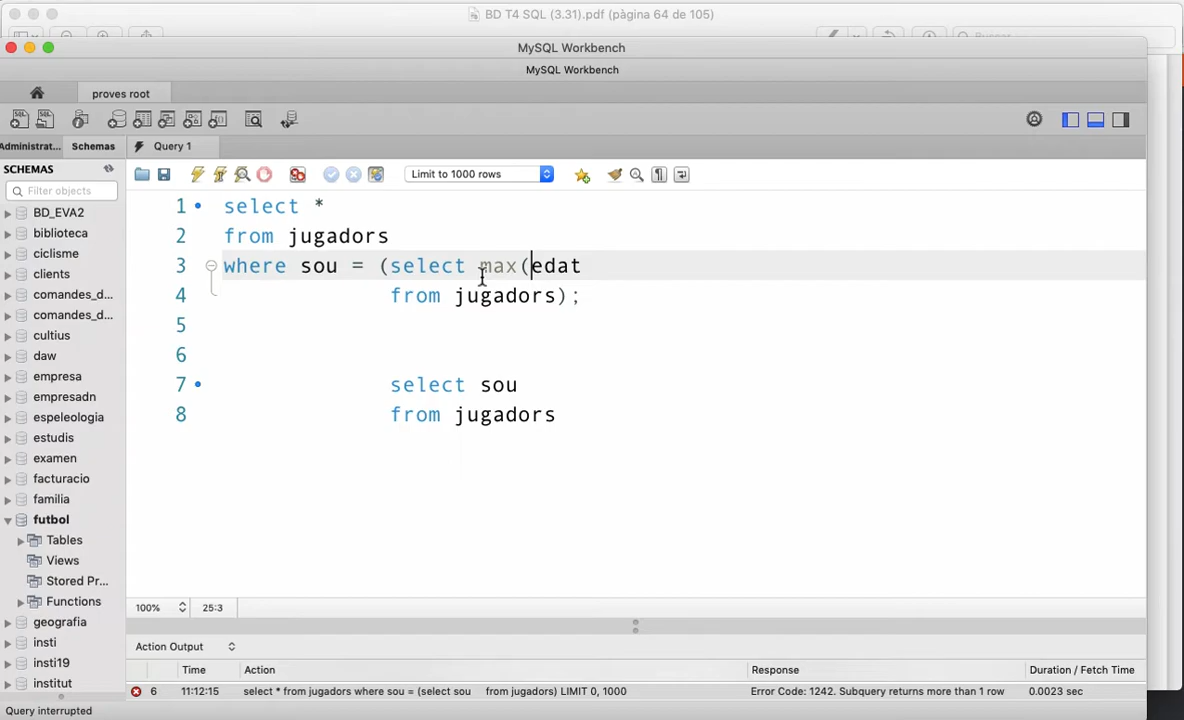 BD T4 SQL (3.31).pdf (pàgina 64 de 105)
MySQL Workbench
MySQL Workbench
proves root
Administrat... Schemas Query 1
SCHEMAS
Filter objects
Limit to 1000 rows
BD_EVA2
biblioteca
ciclisme
clients
comandes_d...
comandes_d...
cultius
daw
empresa
empresadn
espeleologia
estudis
examen
facturacio
familia
futbol
Tables
Views
Stored Pr...
Functions
geografia
insti
insti19
institut
1 select *
2 from jugadors
3 where sou = (select max(edat
4 from jugadors);
5
6
7 select sou
8 from jugadors
100% 25:3
Action Output
Time Action Response Duration / Fetch Time
6 11:12:15 select * from jugadors where sou = (select sou from jugadors) LIMIT 0, 1000 Error Code: 1242. Subquery returns more than 1 row 0.0023 sec
Query interrupted